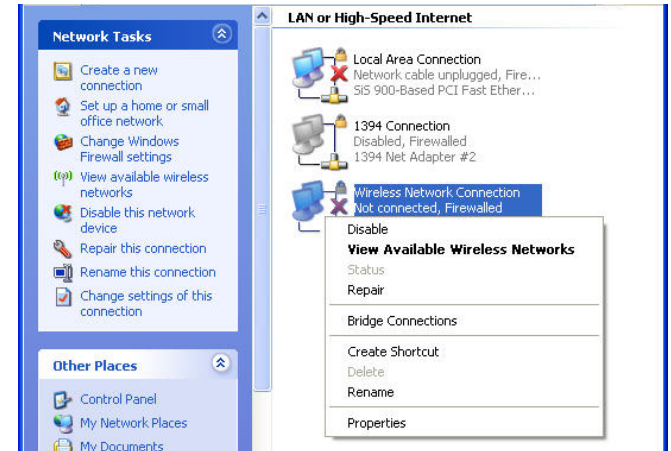 Network Tasks
Create a new
connection
Set up a home or small
office network
Change Windows
Firewall settings
View available wireless
networks
Disable this network
device
Repair this connection
Rename this connection
Change settings of this
connection
Other Places
Control Panel
My Network Places
My Documents
LAN or High-Speed Internet
Local Area Connection
Network cable unplugged, Fire...
SiS 900-Based PCI Fast Ether...
1394 Connection
Disabled, Firewalled
1394 Net Adapter #2
Wireless Network Connection
Not connected, Firewalled
Disable
View Available Wireless Networks
Status
Repair
Bridge Connections
Create Shortcut
Delete
Rename
Properties